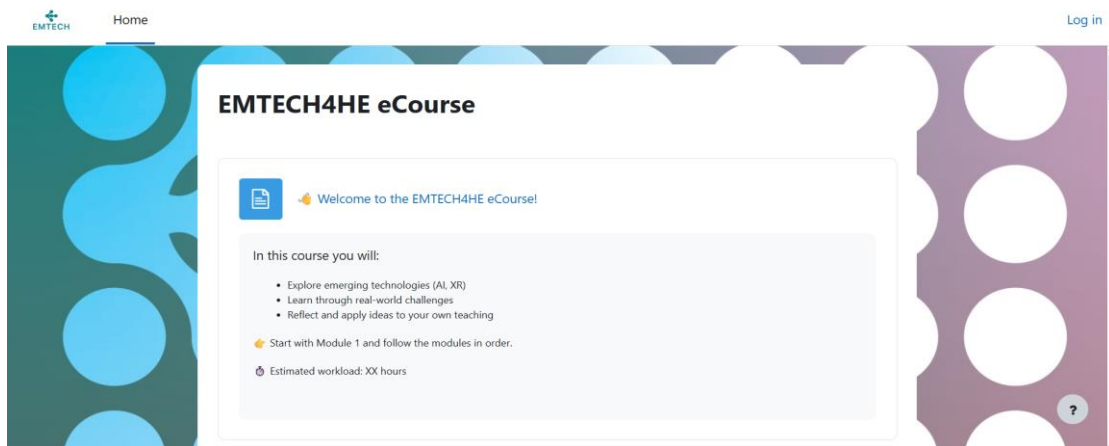 EMTECH
Home
Log in
EMTECH4HE eCourse
👋 Welcome to the EMTECH4HE eCourse!
In this course you will:
• Explore emerging technologies (AI, XR)
• Learn through real-world challenges
• Reflect and apply ideas to your own teaching
👉 Start with Module 1 and follow the modules in order.
⏱ Estimated workload: XX hours
?